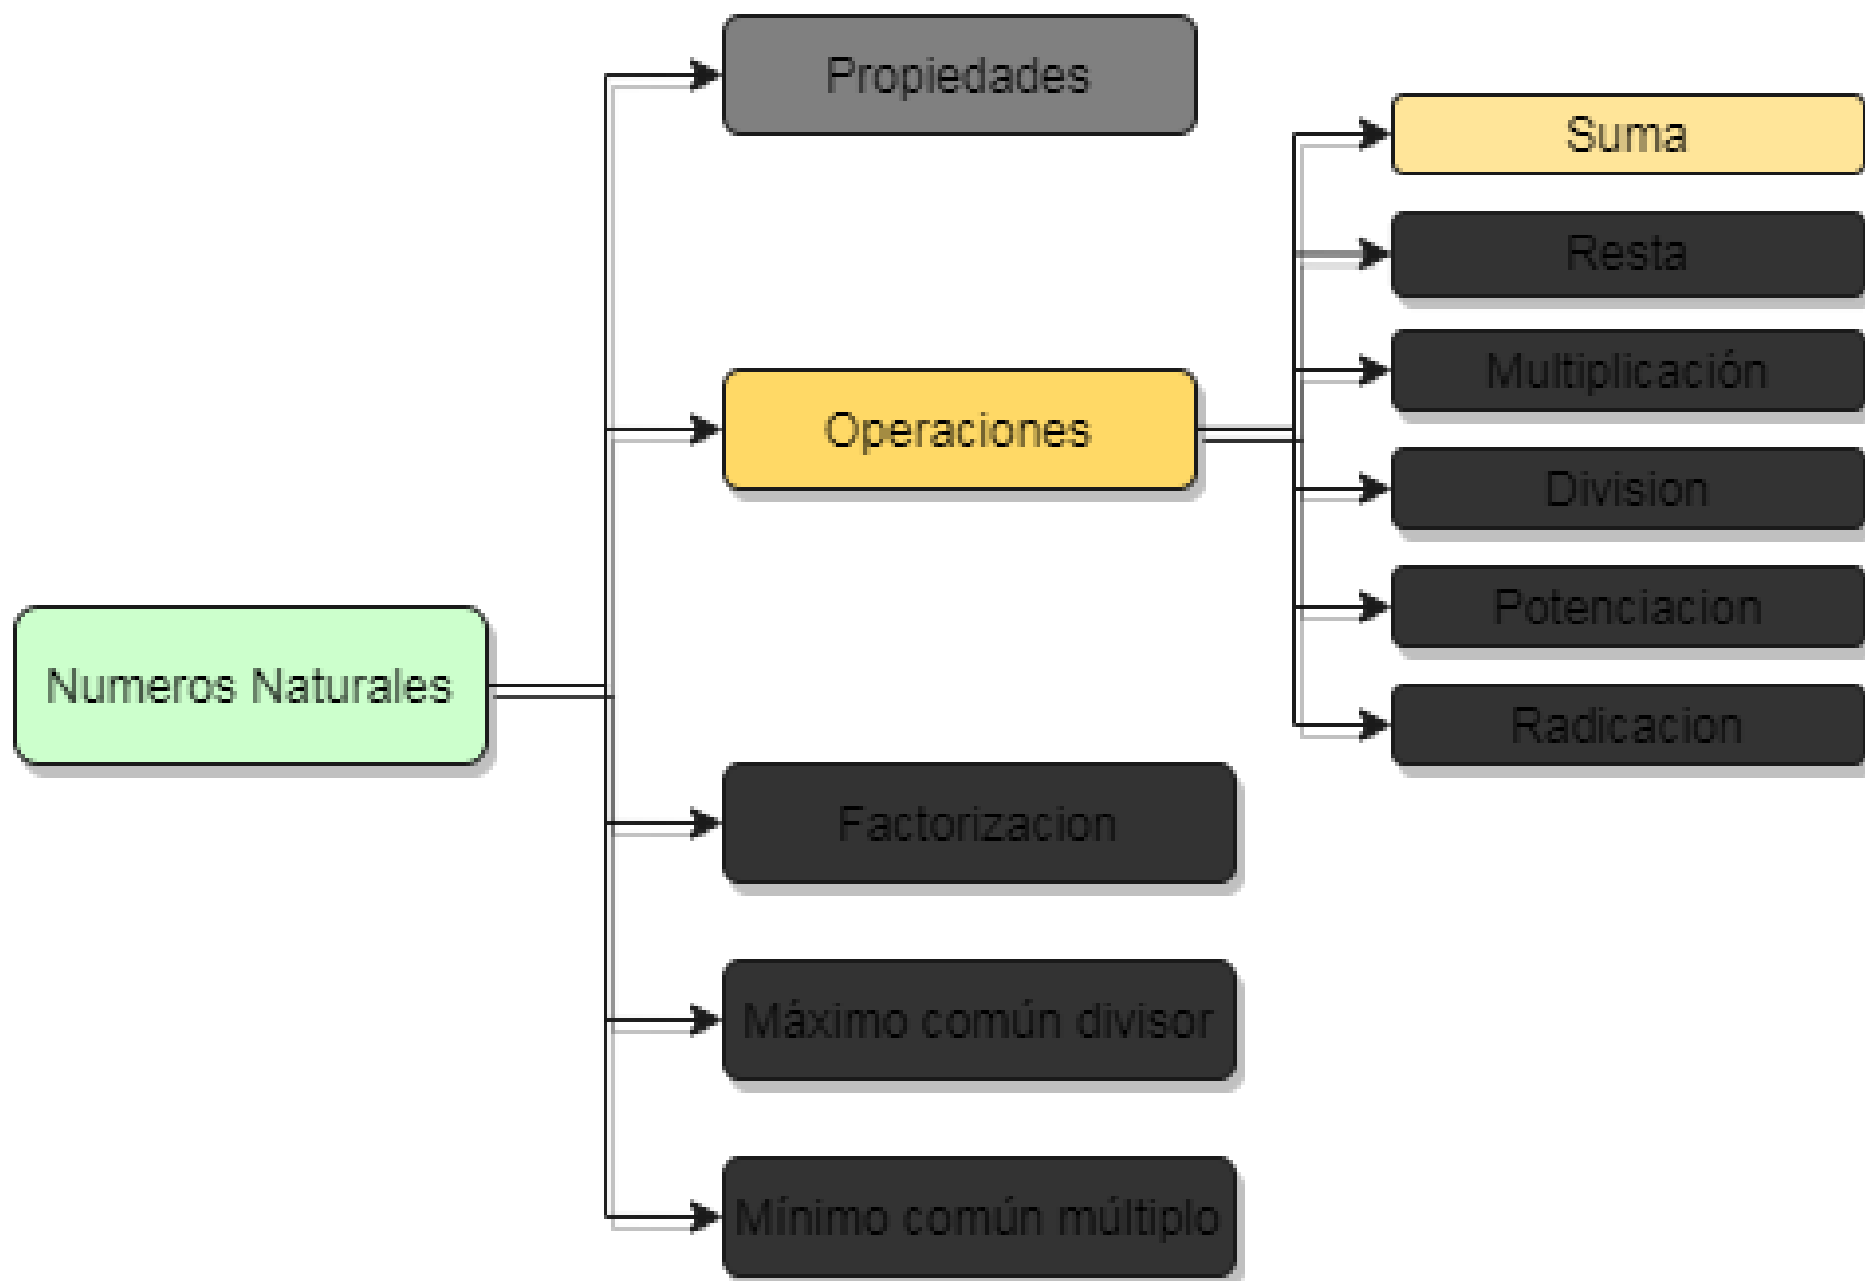 Propiedades
Suma
Resta
Multiplicación
Operaciones
Division
Potenciacion
Numeros Naturales
Radicacion
Factorizacion
Máximo común divisor
Mínimo común múltiplo